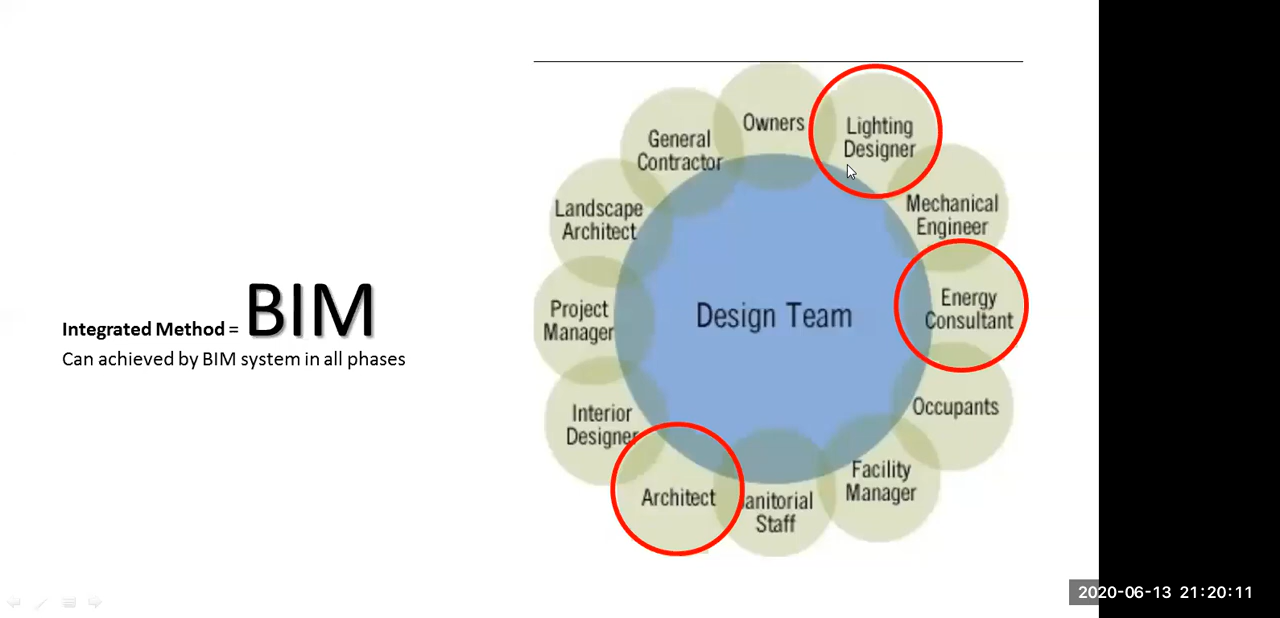 Integrated Method = BIM
Can achieved by BIM system in all phases
Owners
Lighting
Designer
Mechanical
Engineer
Energy
Consultant
Occupants
Facility
Manager
anitorial
Staff
Architect
Interior
Designer
Project
Manager
Landscape
Architect
General
Contractor
Design Team
2020-06-13 21:20:11